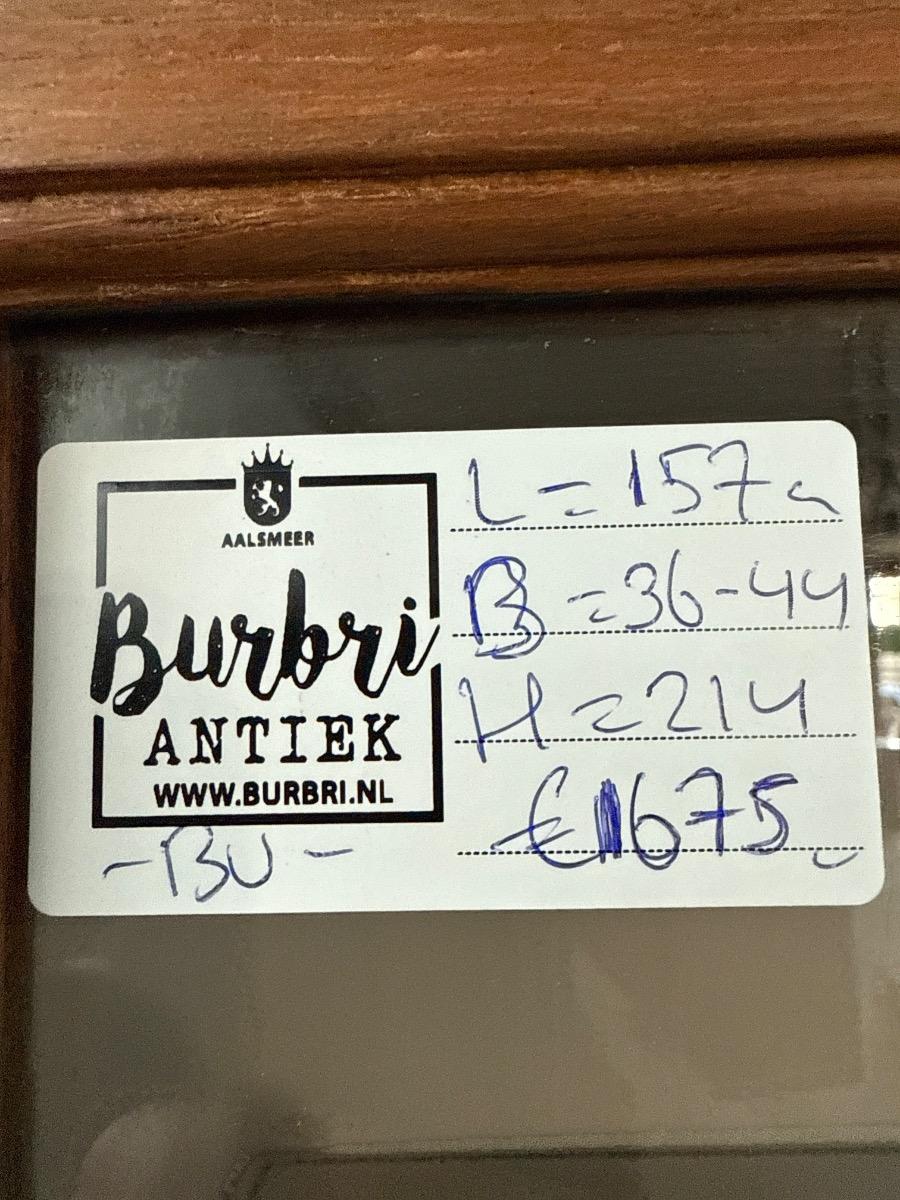 AALSMEER
Burbri
ANTIEK
WWW.BURBRI.NL
-BU-
L=157
B=36-44
H=214
€1675